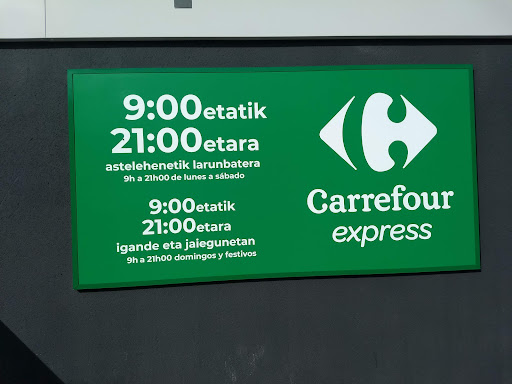 9:00etatik
21:00etara
astelehenetik larunbatera
9h a 21h00 de lunes a sábado
9:00etatik
21:00etara
igande eta jaiegunetan
9h a 21h00 domingos y festivos
Carrefour
express